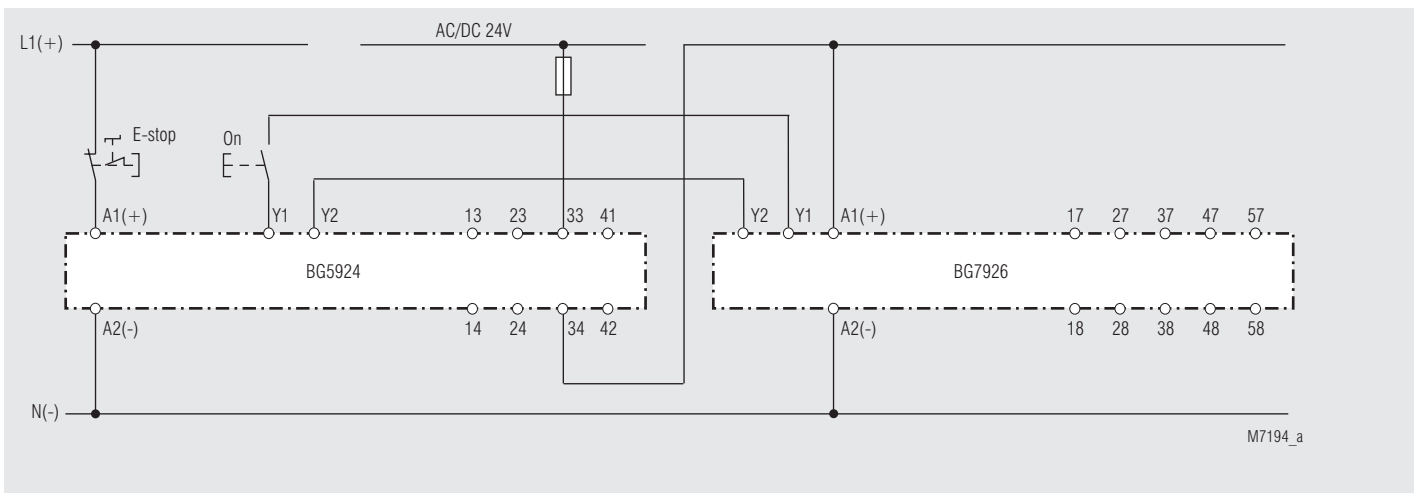 AC/DC 24V
L1(+)
E-stop
On
A1(+) Y1 Y2 13 23 33 41 Y2 Y1 A1(+) 17 27 37 47 57
BG5924 BG7926
A2(-) 14 24 34 42 A2(-) 18 28 38 48 58
N(-)
M7194_a